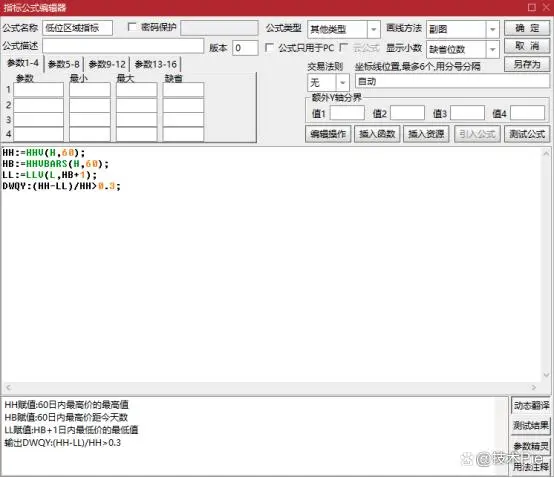 指标公式编辑器
公式名称 低位区域指标 密码保护 公式类型 其他类型 画线方法 副图 确 定
公式描述 版本 0 公式只用于PC 云公式 显示小数 缺省位数 取 消
参数1-4 参数5-8 参数9-12 参数13-16 交易法则 坐标线位置,最多6个,用分号分隔 另存为
参数 最小 最大 缺省 无 自动
1
2
3
4
额外Y轴分界
值1 值2 值3 值4
编辑操作 插入函数 插入资源 引入公式 测试公式
HH:=HHV(H,60);
HB:=HHVBARS(H,60);
LL:=LLV(L,HB+1);
DWQY:(HH-LL)/HH>0.3;
HH赋值:60日内最高价的最高值
HB赋值:60日内最高价距今天数
LL赋值:HB+1日内最低价的最低值
输出DWQY:(HH-LL)/HH>0.3
动态翻译
测试结果
参数精灵
用法注释